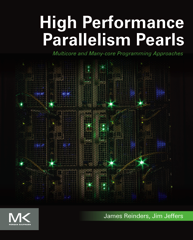 High Performance
Parallelism Pearls
Multicore and Many-core Programming Approaches
James Reinders, Jim Jeffers
MK